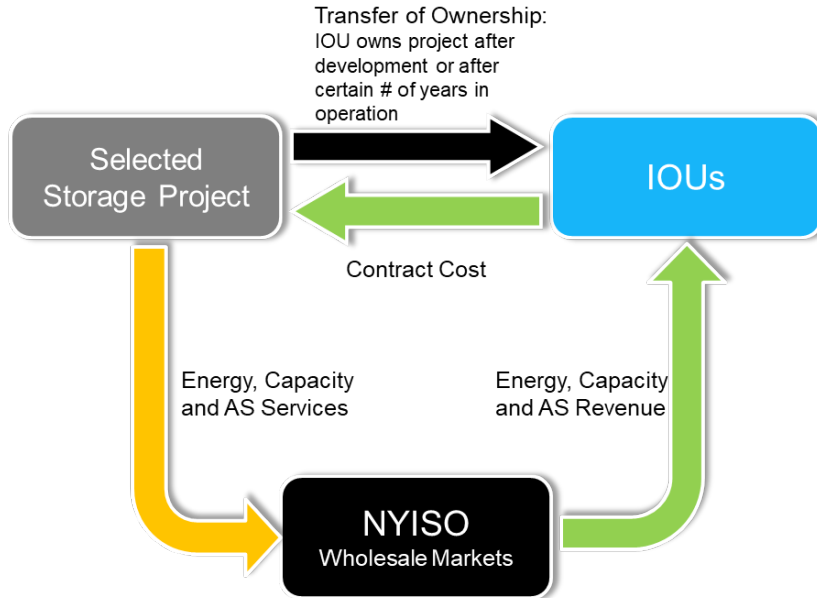 Transfer of Ownership:
IOU owns project after
development or after
certain # of years in
operation
Selected
Storage Project
IOUs
Contract Cost
Energy, Capacity
and AS Services
Energy, Capacity
and AS Revenue
NYISO
Wholesale Markets